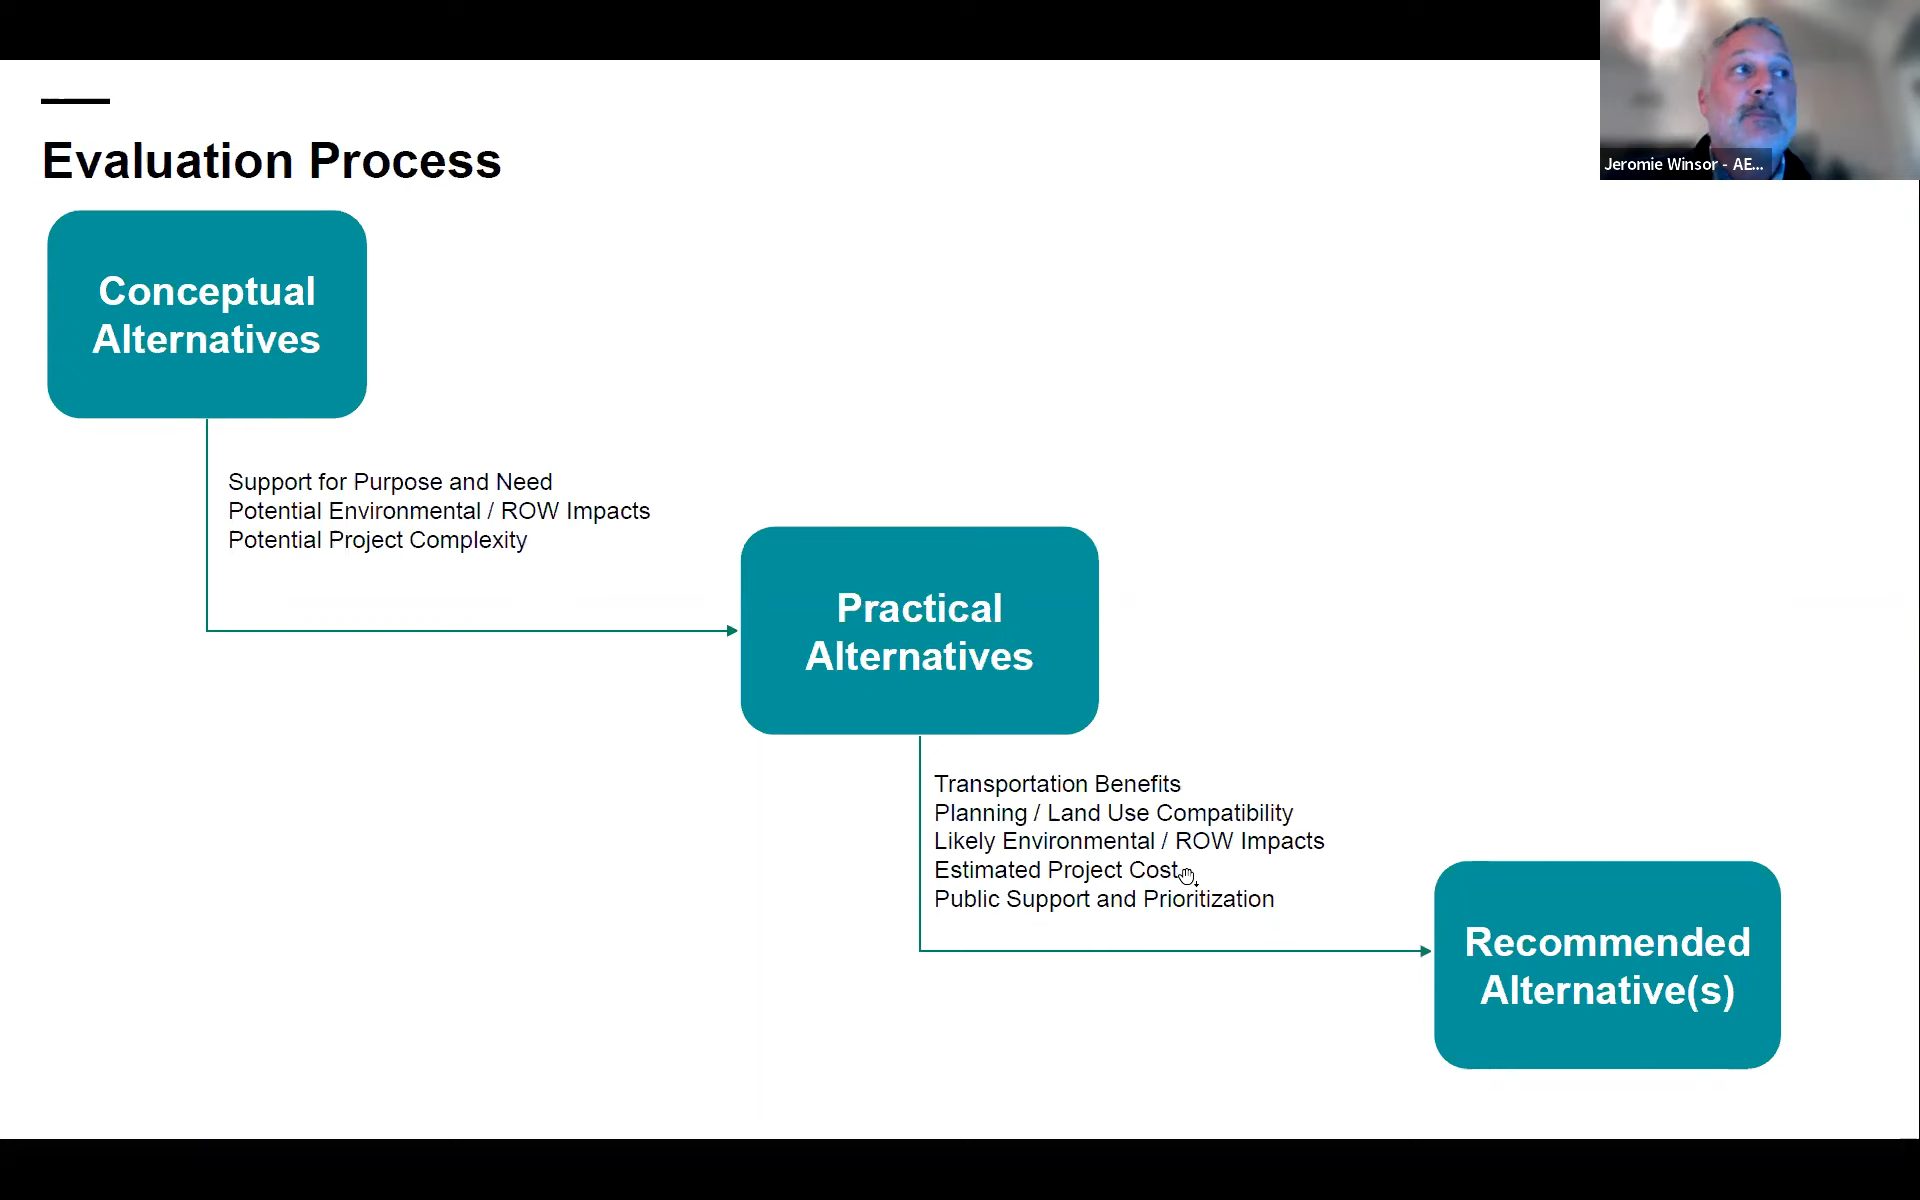 Jeromie Winsor - AE...
Evaluation Process
Conceptual
Alternatives
Support for Purpose and Need
Potential Environmental / ROW Impacts
Potential Project Complexity
Practical
Alternatives
Transportation Benefits
Planning / Land Use Compatibility
Likely Environmental / ROW Impacts
Estimated Project Cost
Public Support and Prioritization
Recommended
Alternative(s)